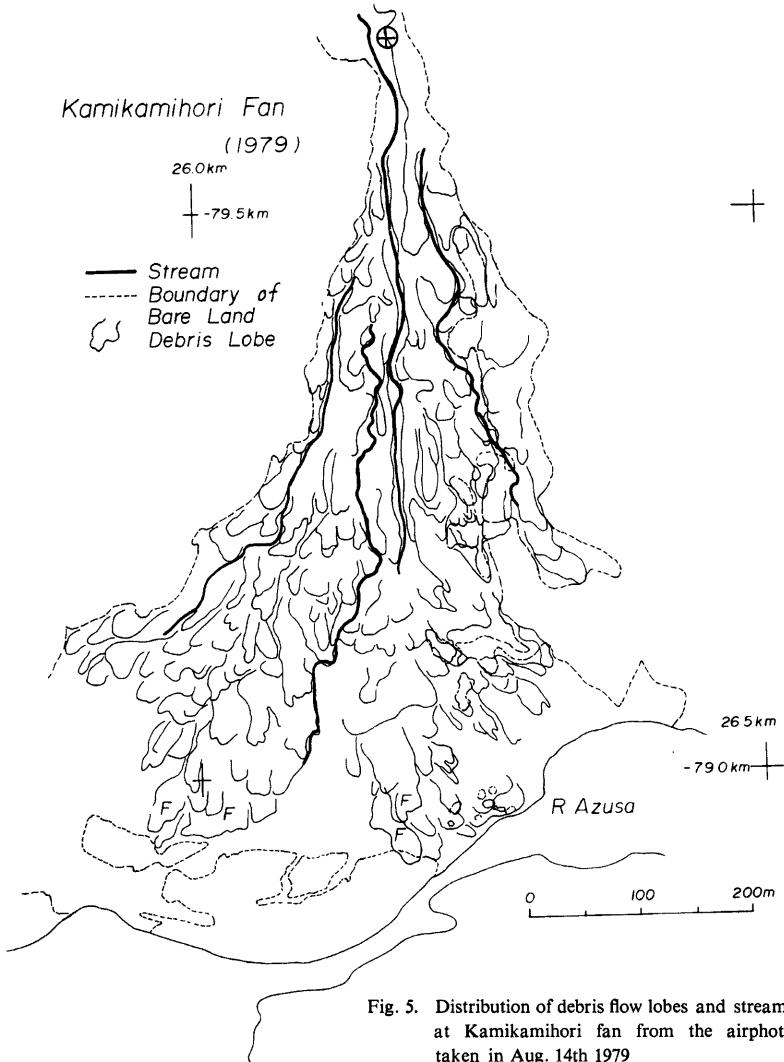 Kamikamihori Fan
(1979)
26.0km
-79.5km
Stream
Boundary of
Bare Land
Debris Lobe
26.5km
-79.0km
R Azusa
F
F
F
F
0 100 200m
Fig. 5. Distribution of debris flow lobes and stream
at Kamikamihori fan from the airphot
taken in Aug. 14th 1979